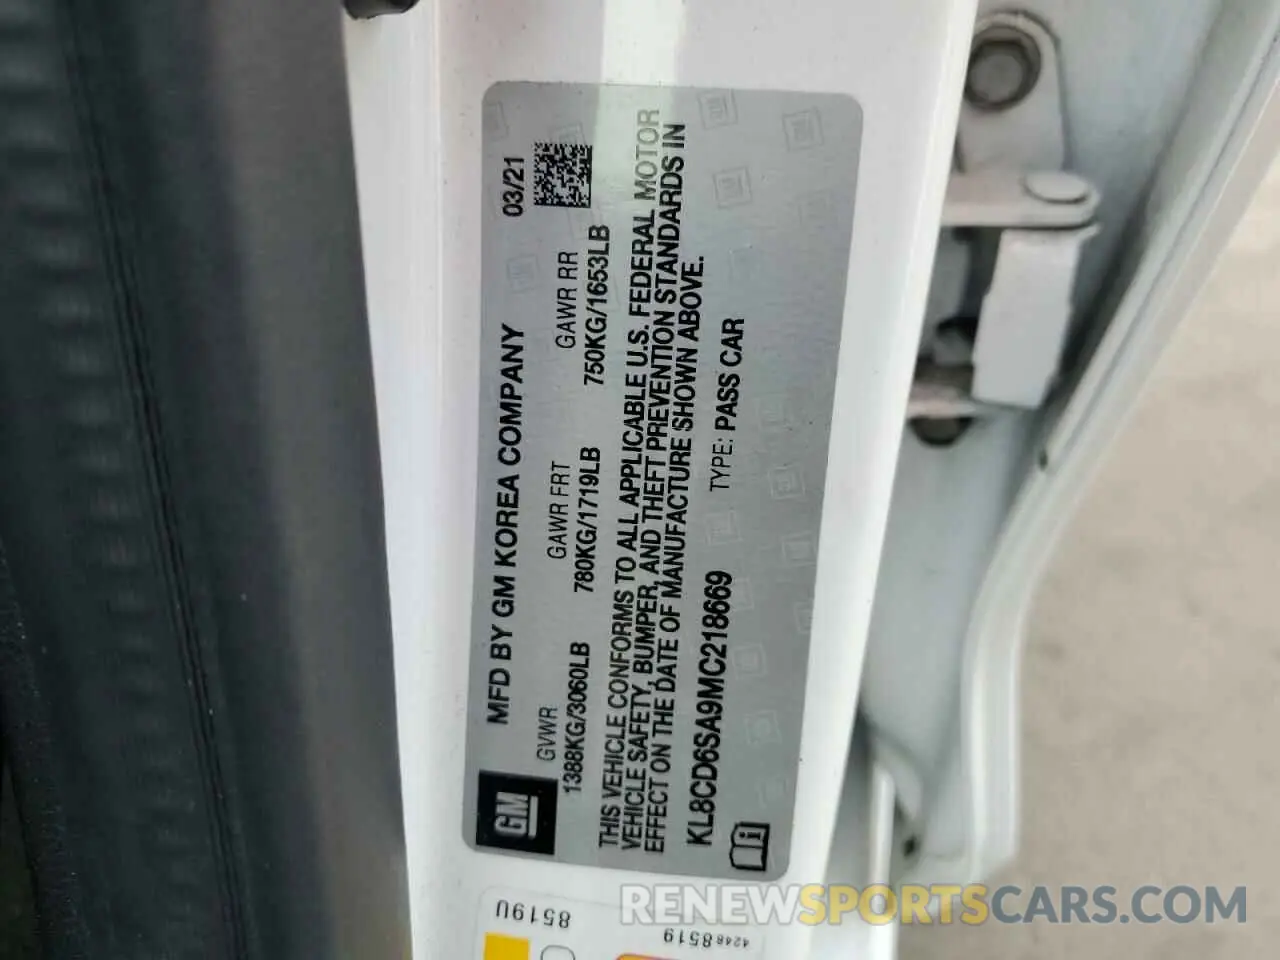 MFD BY GM KOREA COMPANY 03/21
GM
GVWR GAWR FRT GAWR RR
1388KG/3060LB 780KG/1719LB 750KG/1653LB
THIS VEHICLE CONFORMS TO ALL APPLICABLE U.S. FEDERAL MOTOR
VEHICLE SAFETY, BUMPER, AND THEFT PREVENTION STANDARDS IN
EFFECT ON THE DATE OF MANUFACTURE SHOWN ABOVE.
KL8CD6SA9MC218669 TYPE: PASS CAR
8519U
8519
42488519
RENEWSPORTSCARS.COM